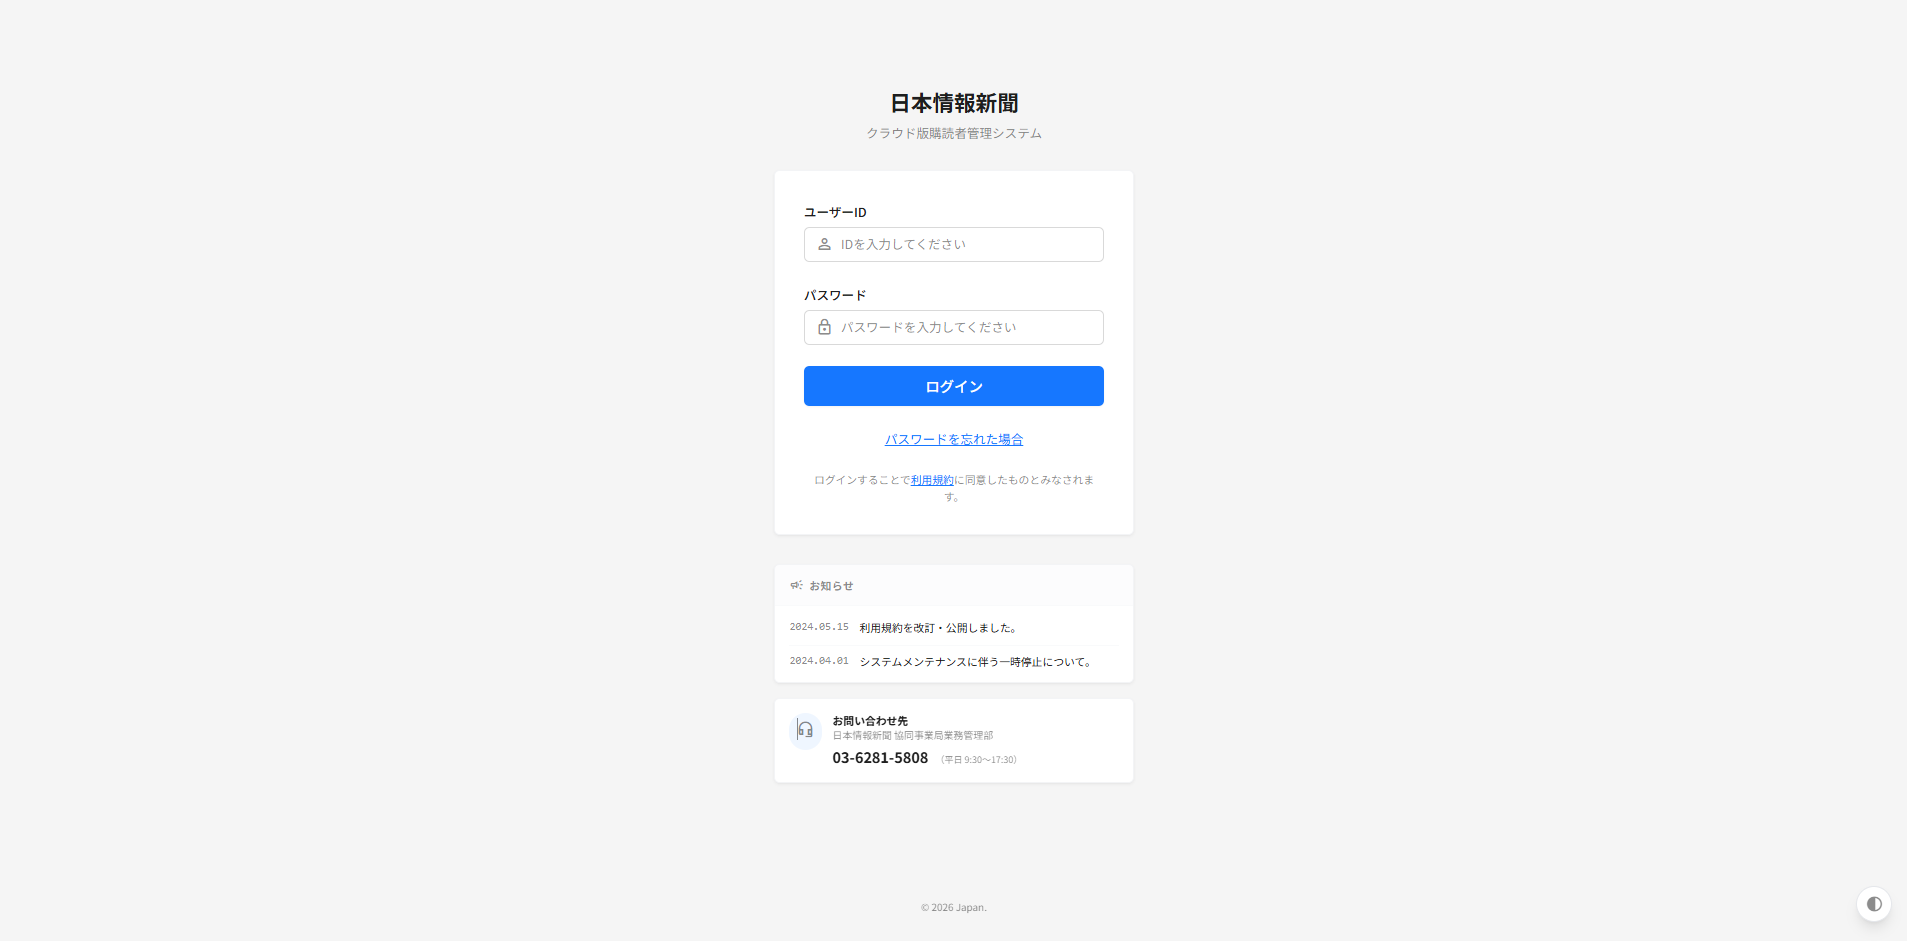 日本情報新聞
クラウド版購読者管理システム
ユーザーID
IDを入力してください
パスワード
パスワードを入力してください
ログイン
パスワードを忘れた場合
ログインすることで利用規約に同意したものとみなされま
す。
お知らせ
2024.05.15 利用規約を改訂・公開しました。
2024.04.01 システムメンテナンスに伴う一時停止について。
お問い合わせ先
日本情報新聞 協同事業局業務管理部
03-6281-5808 （平日 9:30〜17:30）
© 2026 Japan.